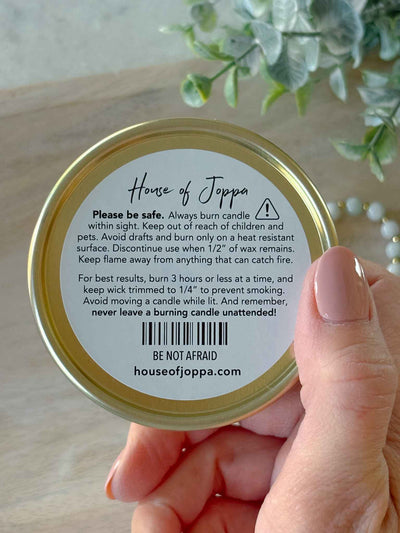 House of Joppa
Please be safe. Always burn candle
within sight. Keep out of reach of children and
pets. Avoid drafts and burn only on a heat resistant
surface. Discontinue use when 1/2" of wax remains.
Keep flame away from anything that can catch fire.
For best results, burn 3 hours or less at a time, and
keep wick trimmed to 1/4" to prevent smoking.
Avoid moving a candle while lit. And remember,
never leave a burning candle unattended!
BE NOT AFRAID
houseofjoppa.com